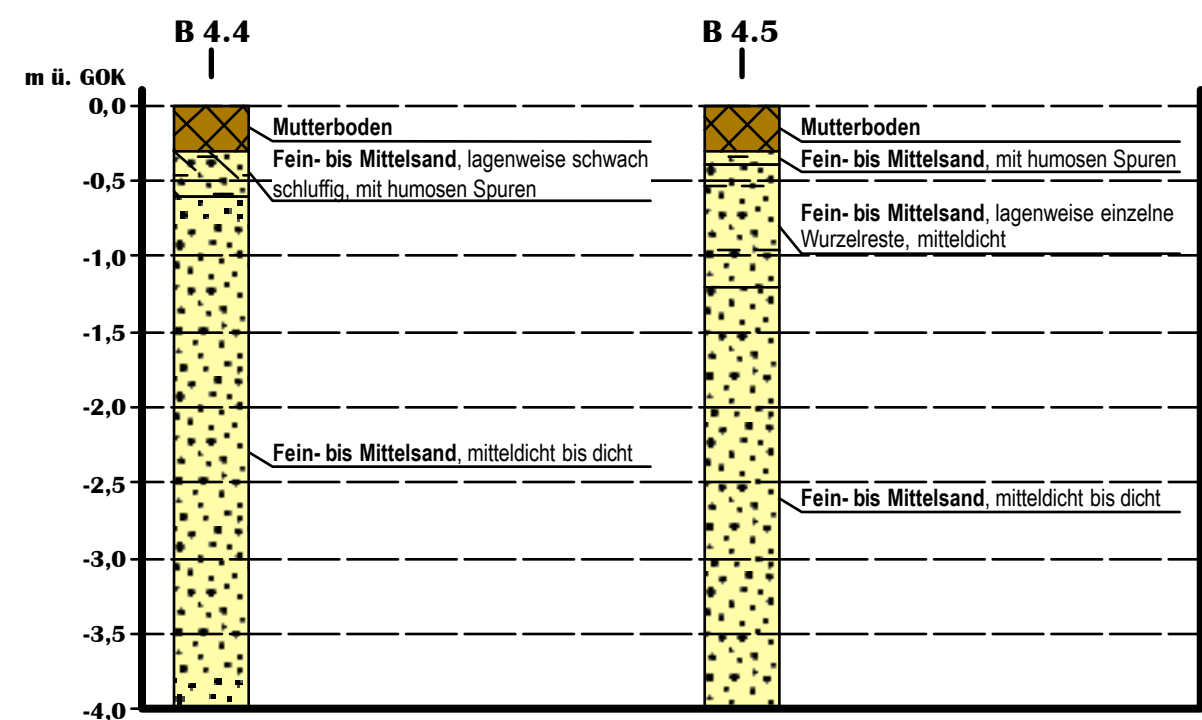 B 4.4
B 4.5
m ü. GOK
0,0
Mutterboden
Fein- bis Mittelsand, lagenweise schwach
schluffig, mit humosen Spuren
Mutterboden
Fein- bis Mittelsand, mit humosen Spuren
-0,5
Fein- bis Mittelsand, lagenweise einzelne
Wurzelreste, mitteldicht
-1,0
-1,5
-2,0
Fein- bis Mittelsand, mitteldicht bis dicht
-2,5
Fein- bis Mittelsand, mitteldicht bis dicht
-3,0
-3,5
-4,0